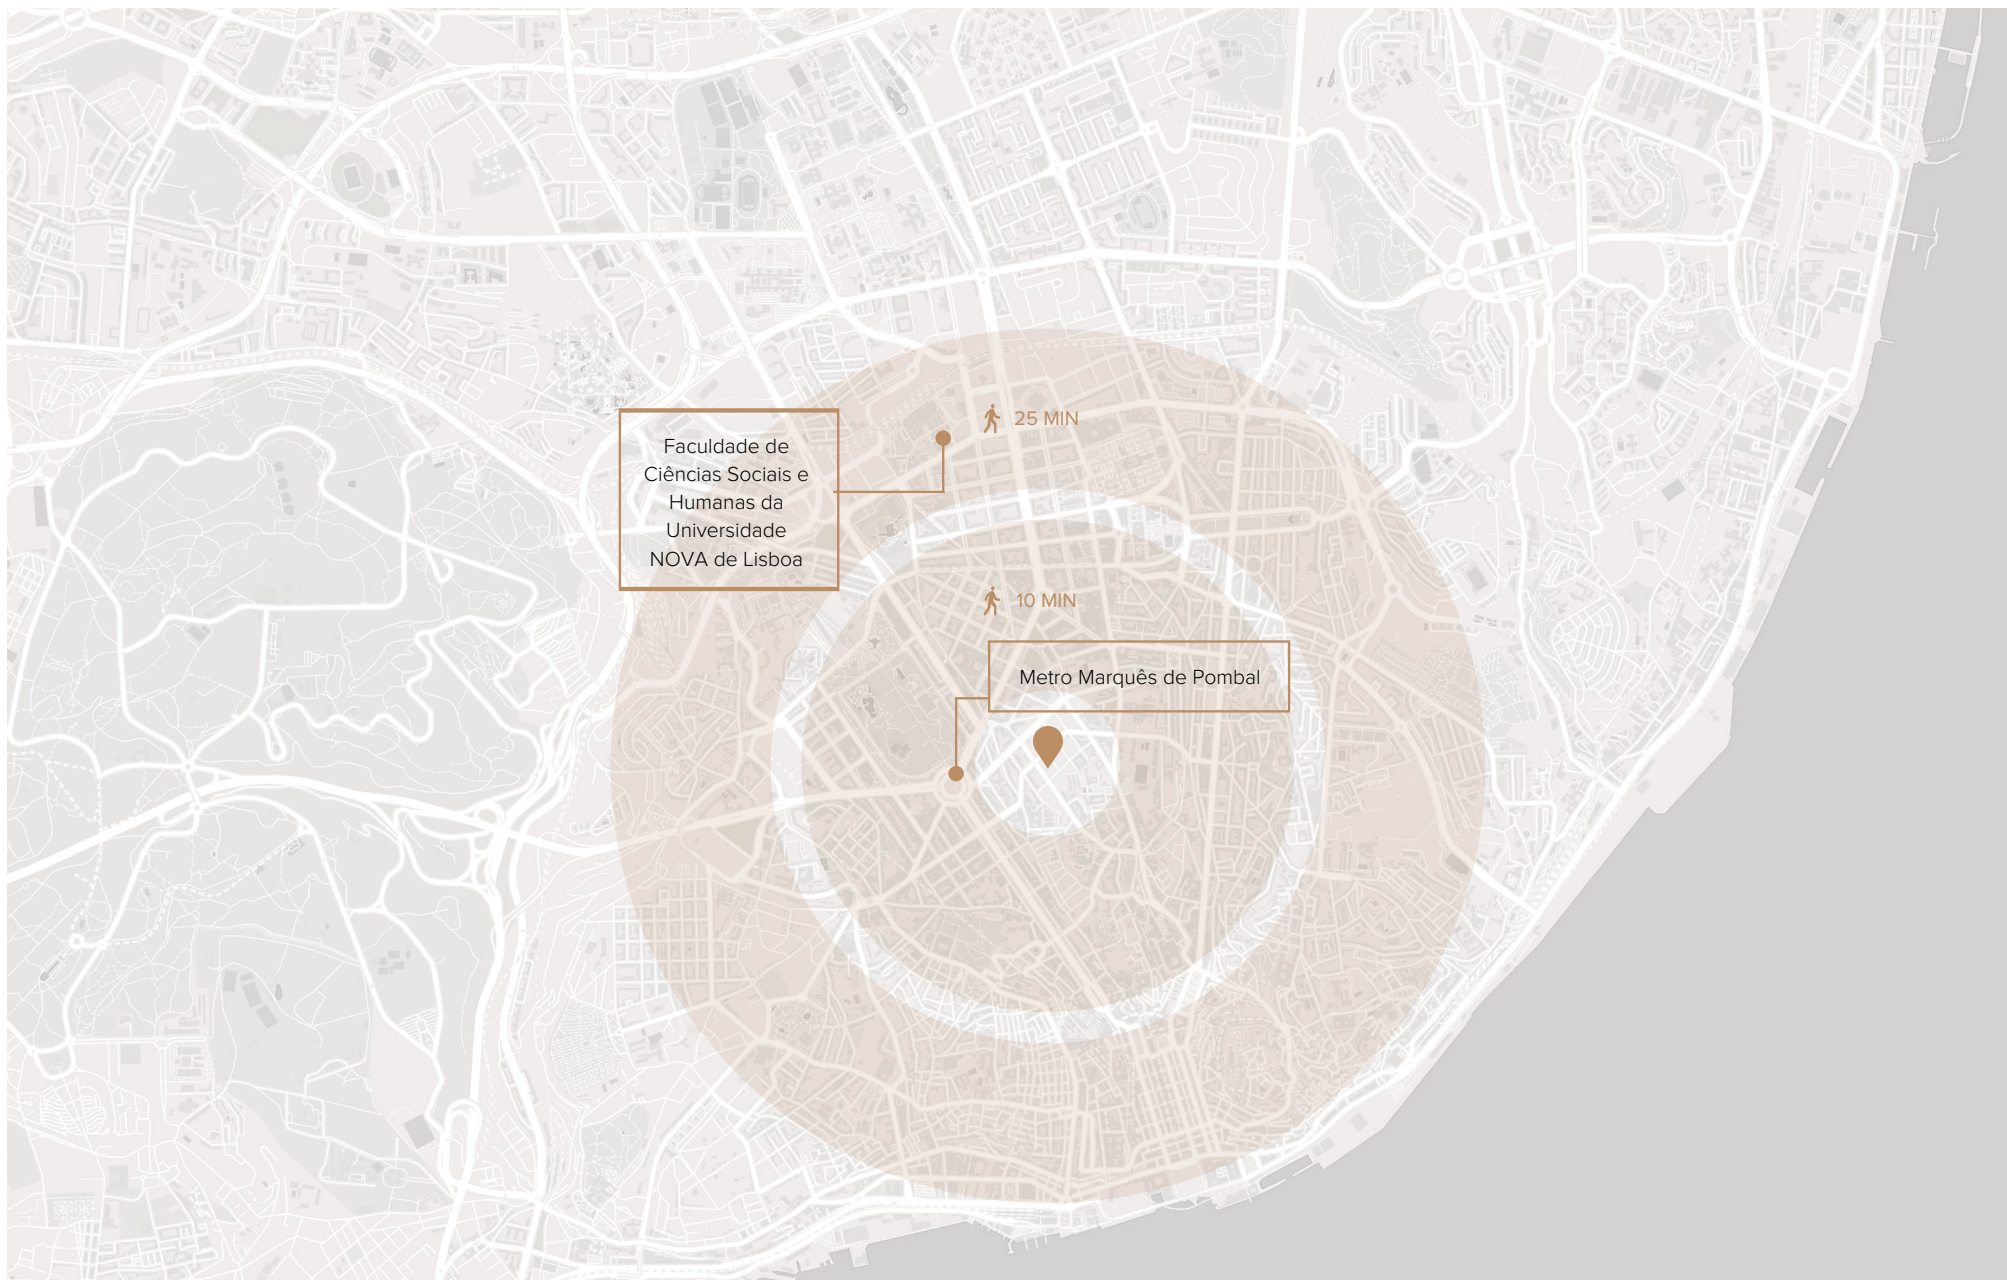 25 MIN
Faculdade de
Ciências Sociais e
Humanas da
Universidade
NOVA de Lisboa
10 MIN
Metro Marquês de Pombal